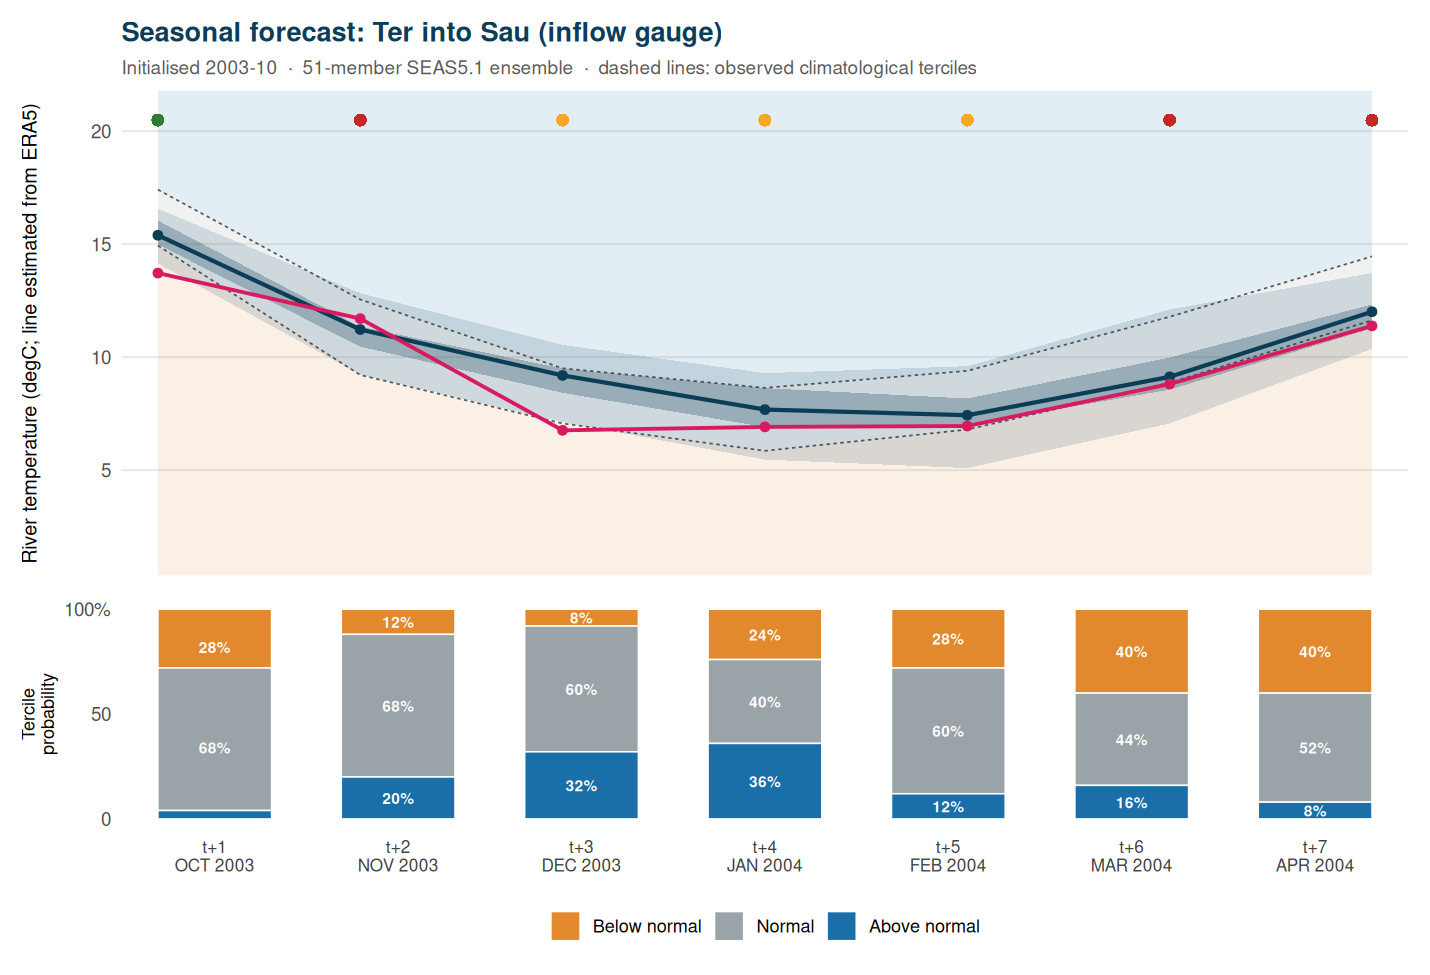 Seasonal forecast: Ter into Sau (inflow gauge)
Initialised 2003-10 · 51-member SEAS5.1 ensemble · dashed lines: observed climatological terciles
River temperature (degC; line estimated from ERA5)
20
15
10
5
Tercile
probability
100%
50
0
28%
68%
12%
68%
20%
8%
60%
32%
24%
40%
36%
28%
60%
12%
40%
44%
16%
40%
52%
8%
t+1
OCT 2003
t+2
NOV 2003
t+3
DEC 2003
t+4
JAN 2004
t+5
FEB 2004
t+6
MAR 2004
t+7
APR 2004
Below normal
Normal
Above normal